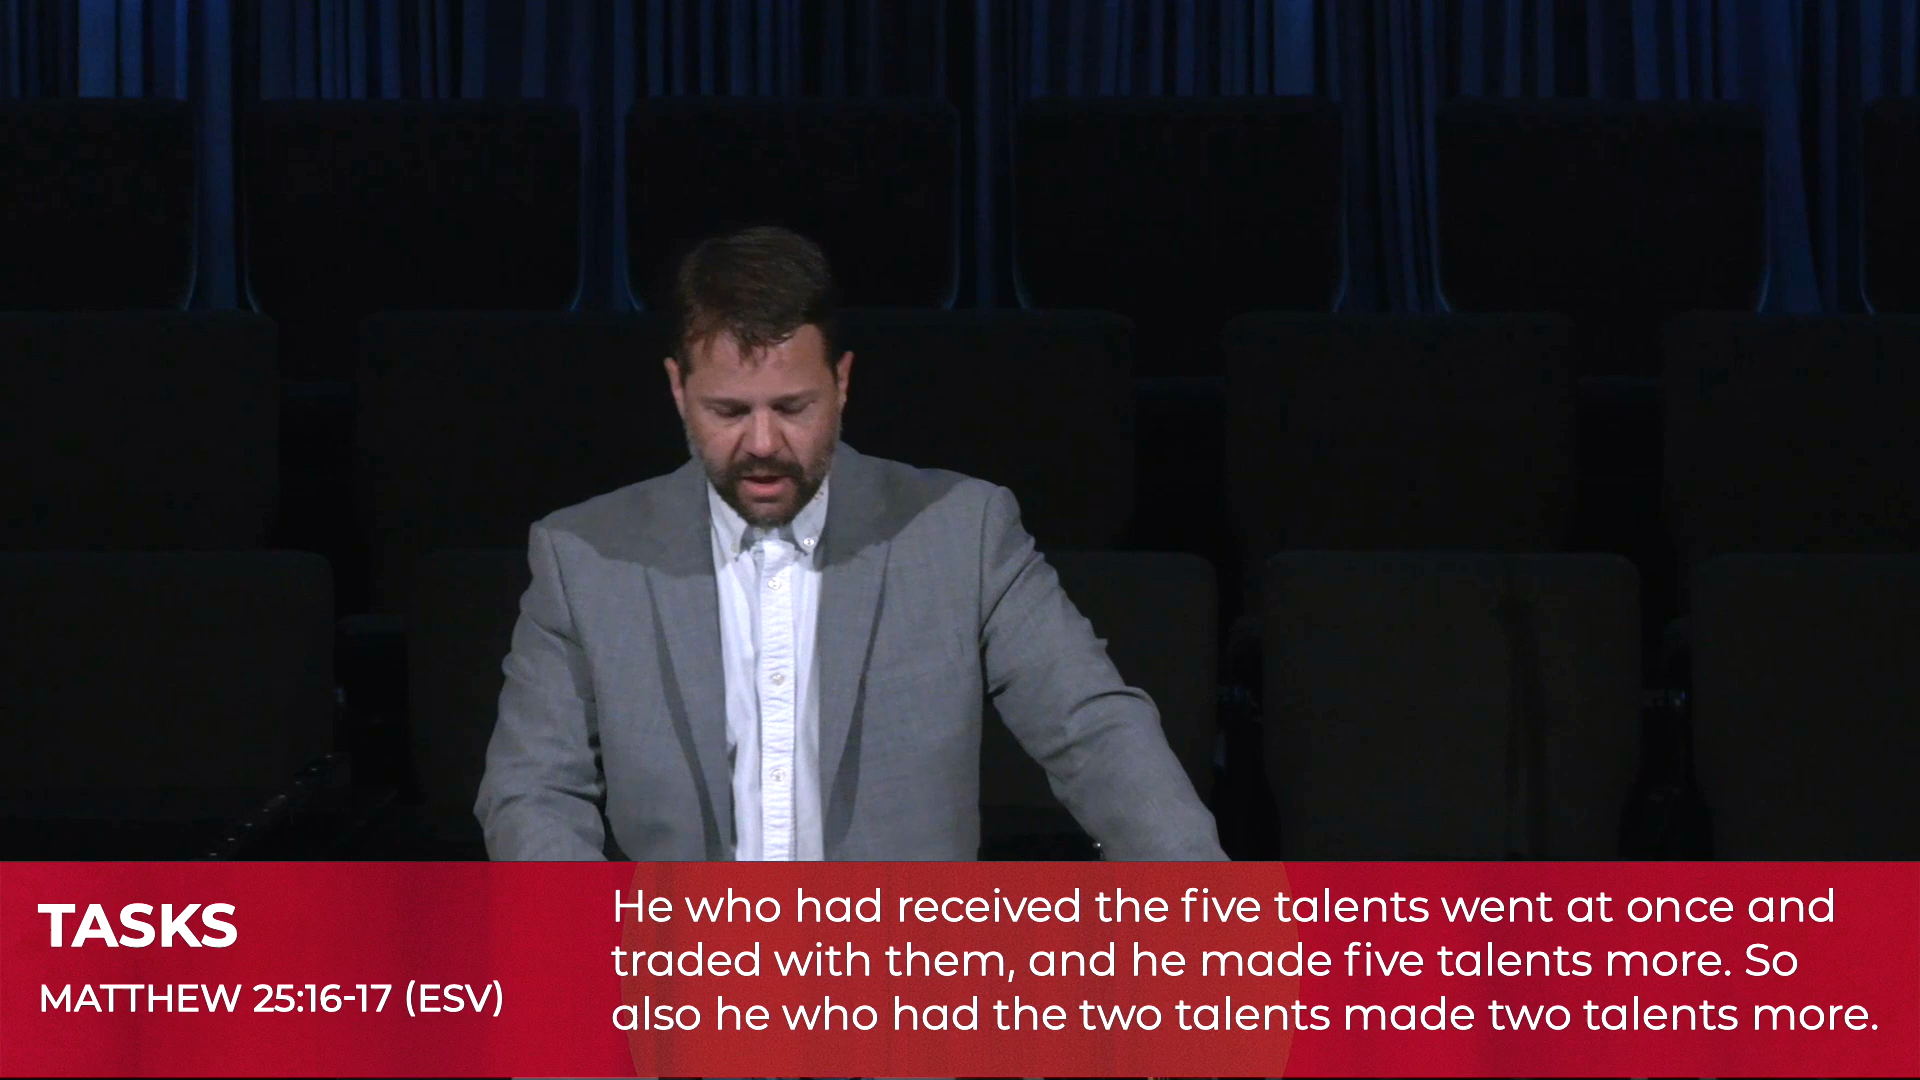 TASKS
MATTHEW 25:16-17 (ESV)
He who had received the five talents went at once and
traded with them, and he made five talents more. So
also he who had the two talents made two talents more.